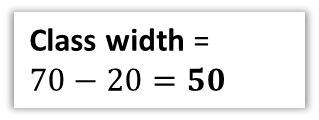 Class width =
70 − 20 = 50